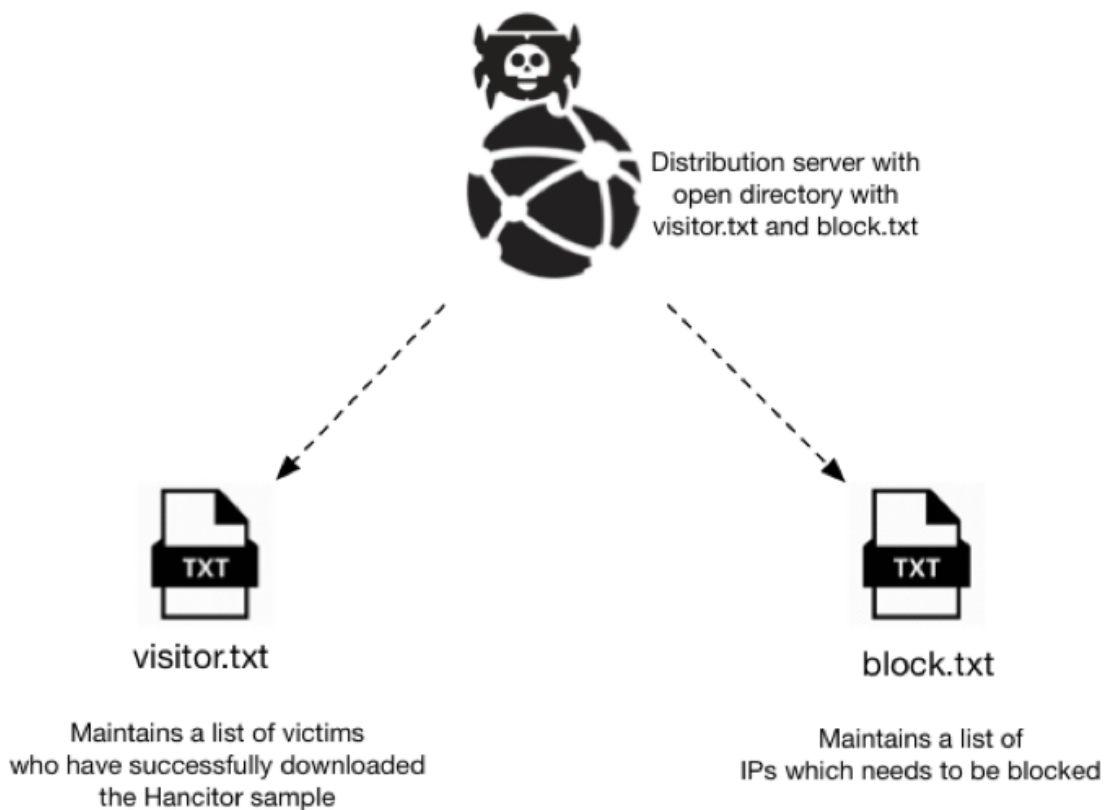 Distribution server with
open directory with
visitor.txt and block.txt
TXT
visitor.txt
Maintains a list of victims
who have successfully downloaded
the Hancitor sample
TXT
block.txt
Maintains a list of
IPs which needs to be blocked